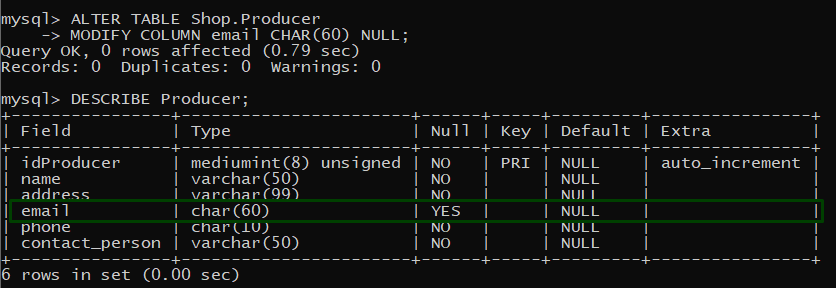 mysql> ALTER TABLE Shop.Producer
    -> MODIFY COLUMN email CHAR(60) NULL;
Query OK, 0 rows affected (0.79 sec)
Records: 0  Duplicates: 0  Warnings: 0

mysql> DESCRIBE Producer;
+----------------+-----------------------+------+-----+---------+----------------+
| Field          | Type                  | Null | Key | Default | Extra          |
+----------------+-----------------------+------+-----+---------+----------------+
| idProducer     | mediumint(8) unsigned | NO   | PRI | NULL    | auto_increment |
| name           | varchar(50)           | NO   |     | NULL    |                |
| address        | varchar(99)           | NO   |     | NULL    |                |
| email          | char(60)              | YES  |     | NULL    |                |
| phone          | char(10)              | NO   |     | NULL    |                |
| contact_person | varchar(50)           | NO   |     | NULL    |                |
+----------------+-----------------------+------+-----+---------+----------------+
6 rows in set (0.00 sec)